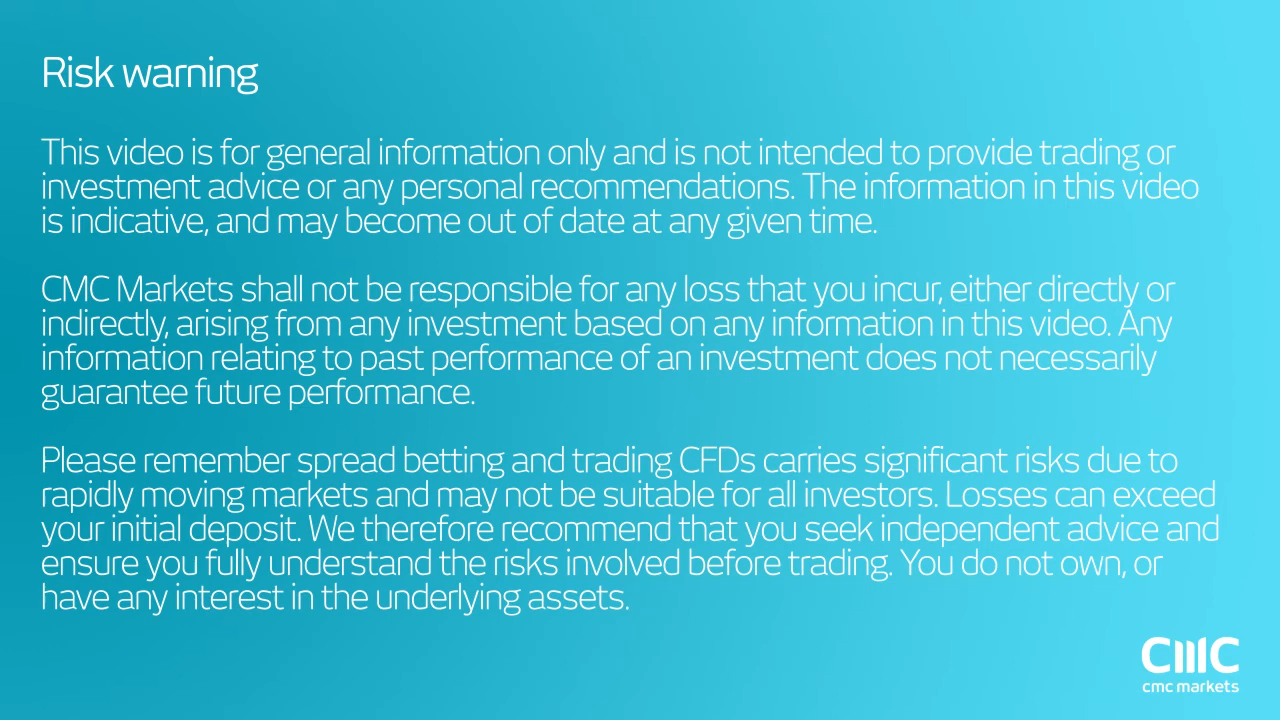 Risk warning
This video is for general information only and is not intended to provide trading or
investment advice or any personal recommendations. The information in this video
is indicative, and may become out of date at any given time.
CMC Markets shall not be responsible for any loss that you incur, either directly or
indirectly, arising from any investment based on any information in this video. Any
information relating to past performance of an investment does not necessarily
guarantee future performance.
Please remember spread betting and trading CFDs carries significant risks due to
rapidly moving markets and may not be suitable for all investors. Losses can exceed
your initial deposit. We therefore recommend that you seek independent advice and
ensure you fully understand the risks involved before trading. You do not own, or
have any interest in the underlying assets.
CMC
cmc markets